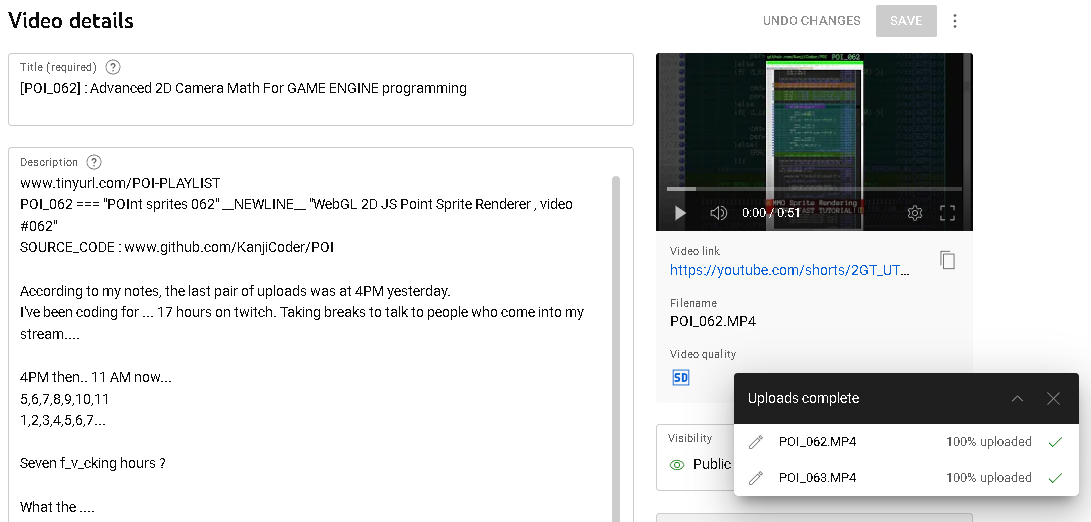 Video details
UNDO CHANGES
SAVE
Title (required)
[POI_062] : Advanced 2D Camera Math For GAME ENGINE programming
Description
www.tinyurl.com/POI-PLAYLIST
POI_062 === "POInt sprites 062" __NEWLINE__ "WebGL 2D JS Point Sprite Renderer , video
#062"
SOURCE_CODE : www.github.com/KanjiCoder/POI
According to my notes, the last pair of uploads was at 4PM yesterday.
I've been coding for ... 17 hours on twitch. Taking breaks to talk to people who come into my
stream....
4PM then.. 11 AM now...
5,6,7,8,9,10,11
1,2,3,4,5,6,7...
Seven f_v_cking hours ?
What the ....
0:00 / 0:51
Video link
https://youtube.com/shorts/2GT_UT...
Filename
POI_062.MP4
Video quality
SD
Visibility
Public
Uploads complete
POI_062.MP4 100% uploaded
POI_063.MP4 100% uploaded